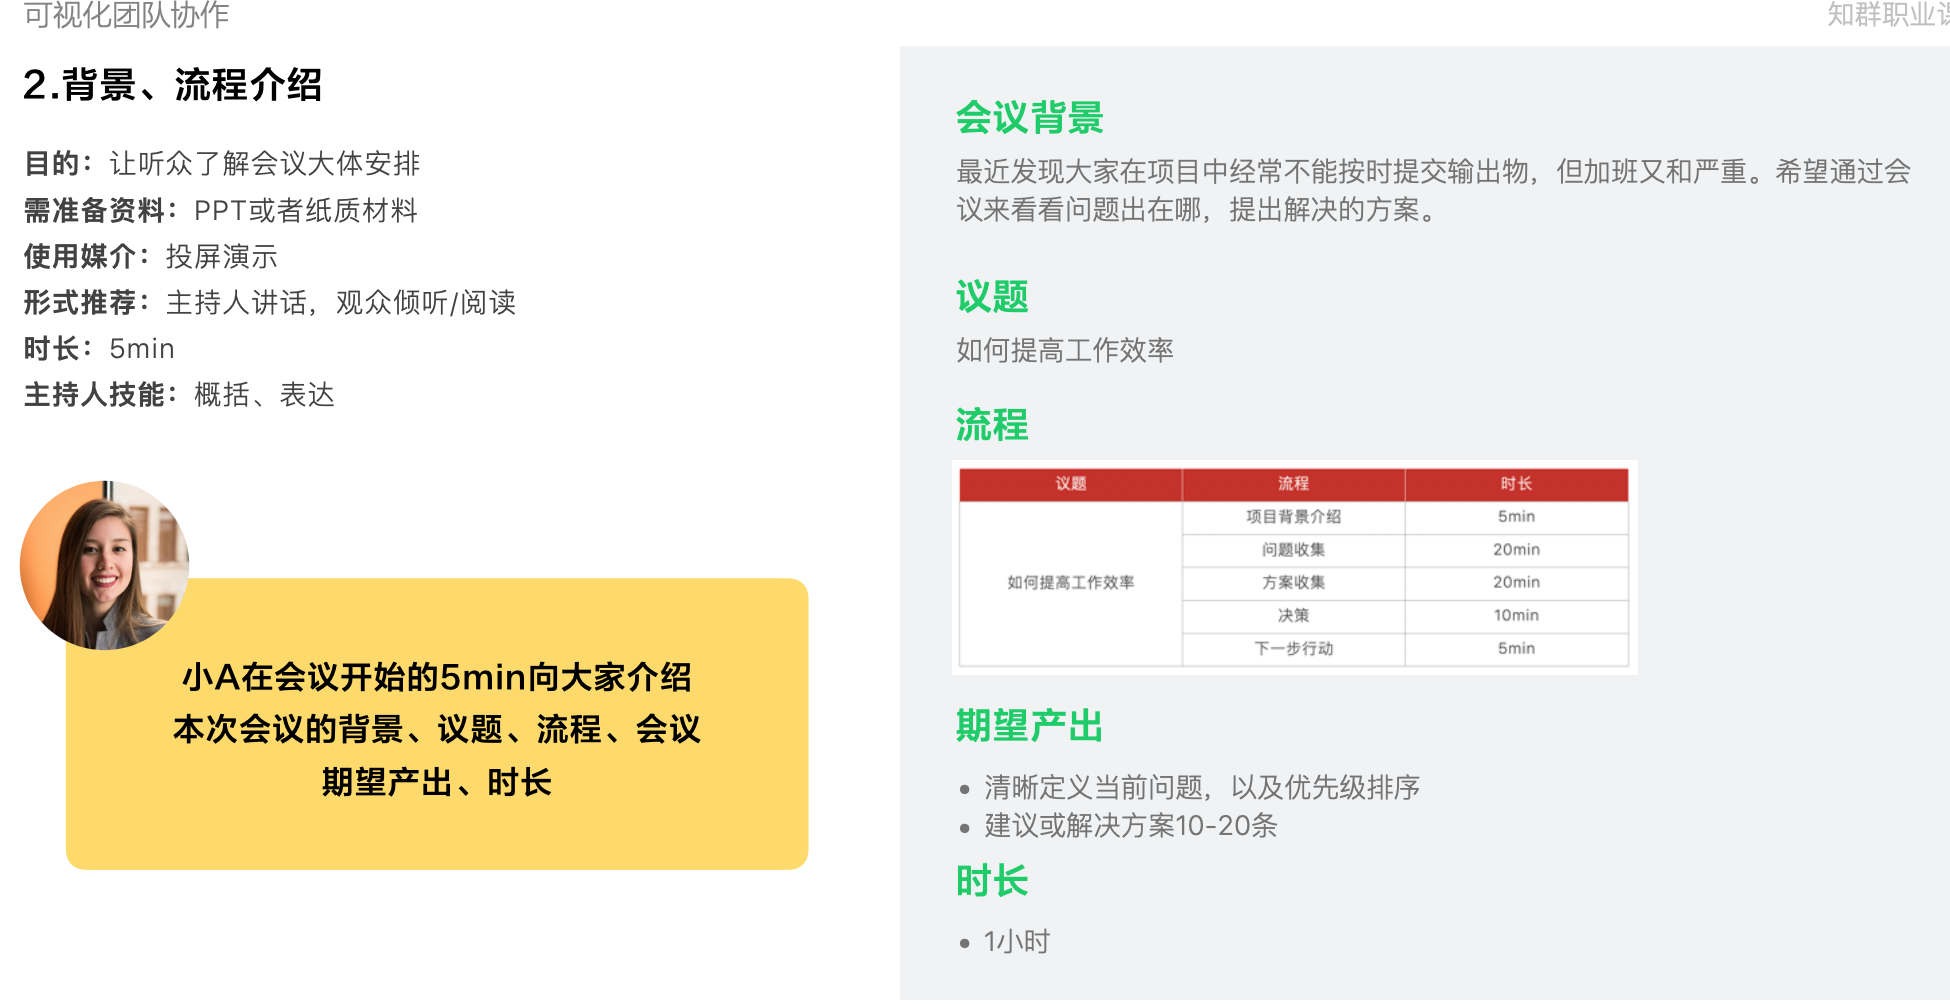 可视化团队协作
知群职业
2.背景、流程介绍
目的：让听众了解会议大体安排
需准备资料：PPT或者纸质材料
使用媒介：投屏演示
形式推荐：主持人讲话，观众倾听/阅读
时长：5min
主持人技能：概括、表达
小A在会议开始的5min向大家介绍
本次会议的背景、议题、流程、会议
期望产出、时长
会议背景
最近发现大家在项目中经常不能按时提交输出物，但加班又和严重。希望通过会
议来看看问题出在哪，提出解决的方案。
议题
如何提高工作效率
流程
议题 流程 时长
项目背景介绍 5min
问题收集 20min
如何提高工作效率 方案收集 20min
决策 10min
下一步行动 5min
期望产出
• 清晰定义当前问题，以及优先级排序
• 建议或解决方案10-20条
时长
• 1小时